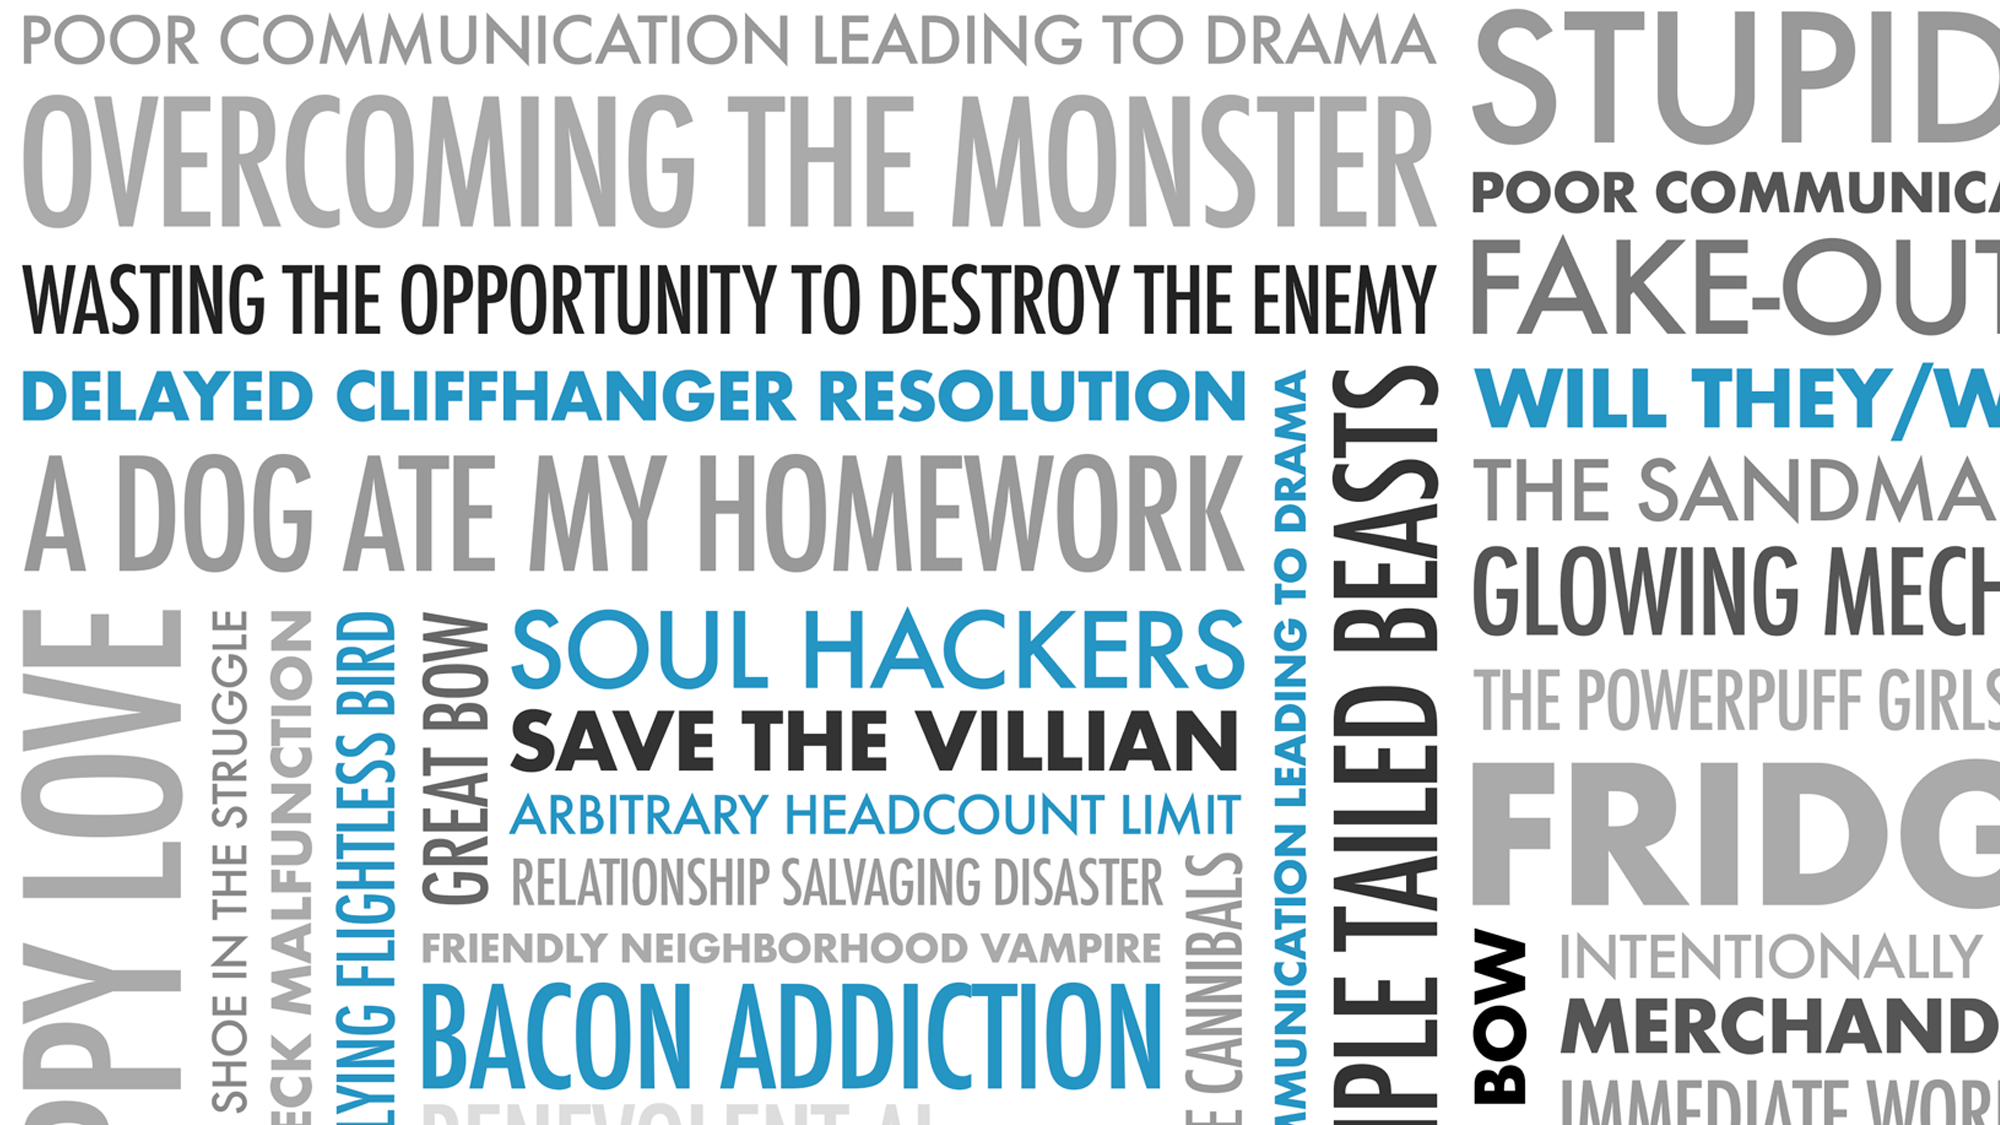 POOR COMMUNICATION LEADING TO DRAMA
OVERCOMING THE MONSTER
WASTING THE OPPORTUNITY TO DESTROY THE ENEMY
DELAYED CLIFFHANGER RESOLUTION
A DOG ATE MY HOMEWORK
PPY LOVE
SHOE IN THE STRUGGLE
ECK MALFUNCTION
LYING FLIGHTLESS BIRD
GREAT BOW
SOUL HACKERS
SAVE THE VILLIAN
ARBITRARY HEADCOUNT LIMIT
RELATIONSHIP SALVAGING DISASTER
FRIENDLY NEIGHBORHOOD VAMPIRE
BACON ADDICTION
BENEVOLENT AI
E CANNIBALS
MMUNICATION LEADING TO DRAMA
IPLE TAILED BEASTS
STUPID
POOR COMMUNICA
FAKE-OUT
WILL THEY/W
THE SANDMA
GLOWING MECH
THE POWERPUFF GIRLS
FRIDG
BOW
INTENTIONALLY
MERCHAND
IMMEDIATE WOR